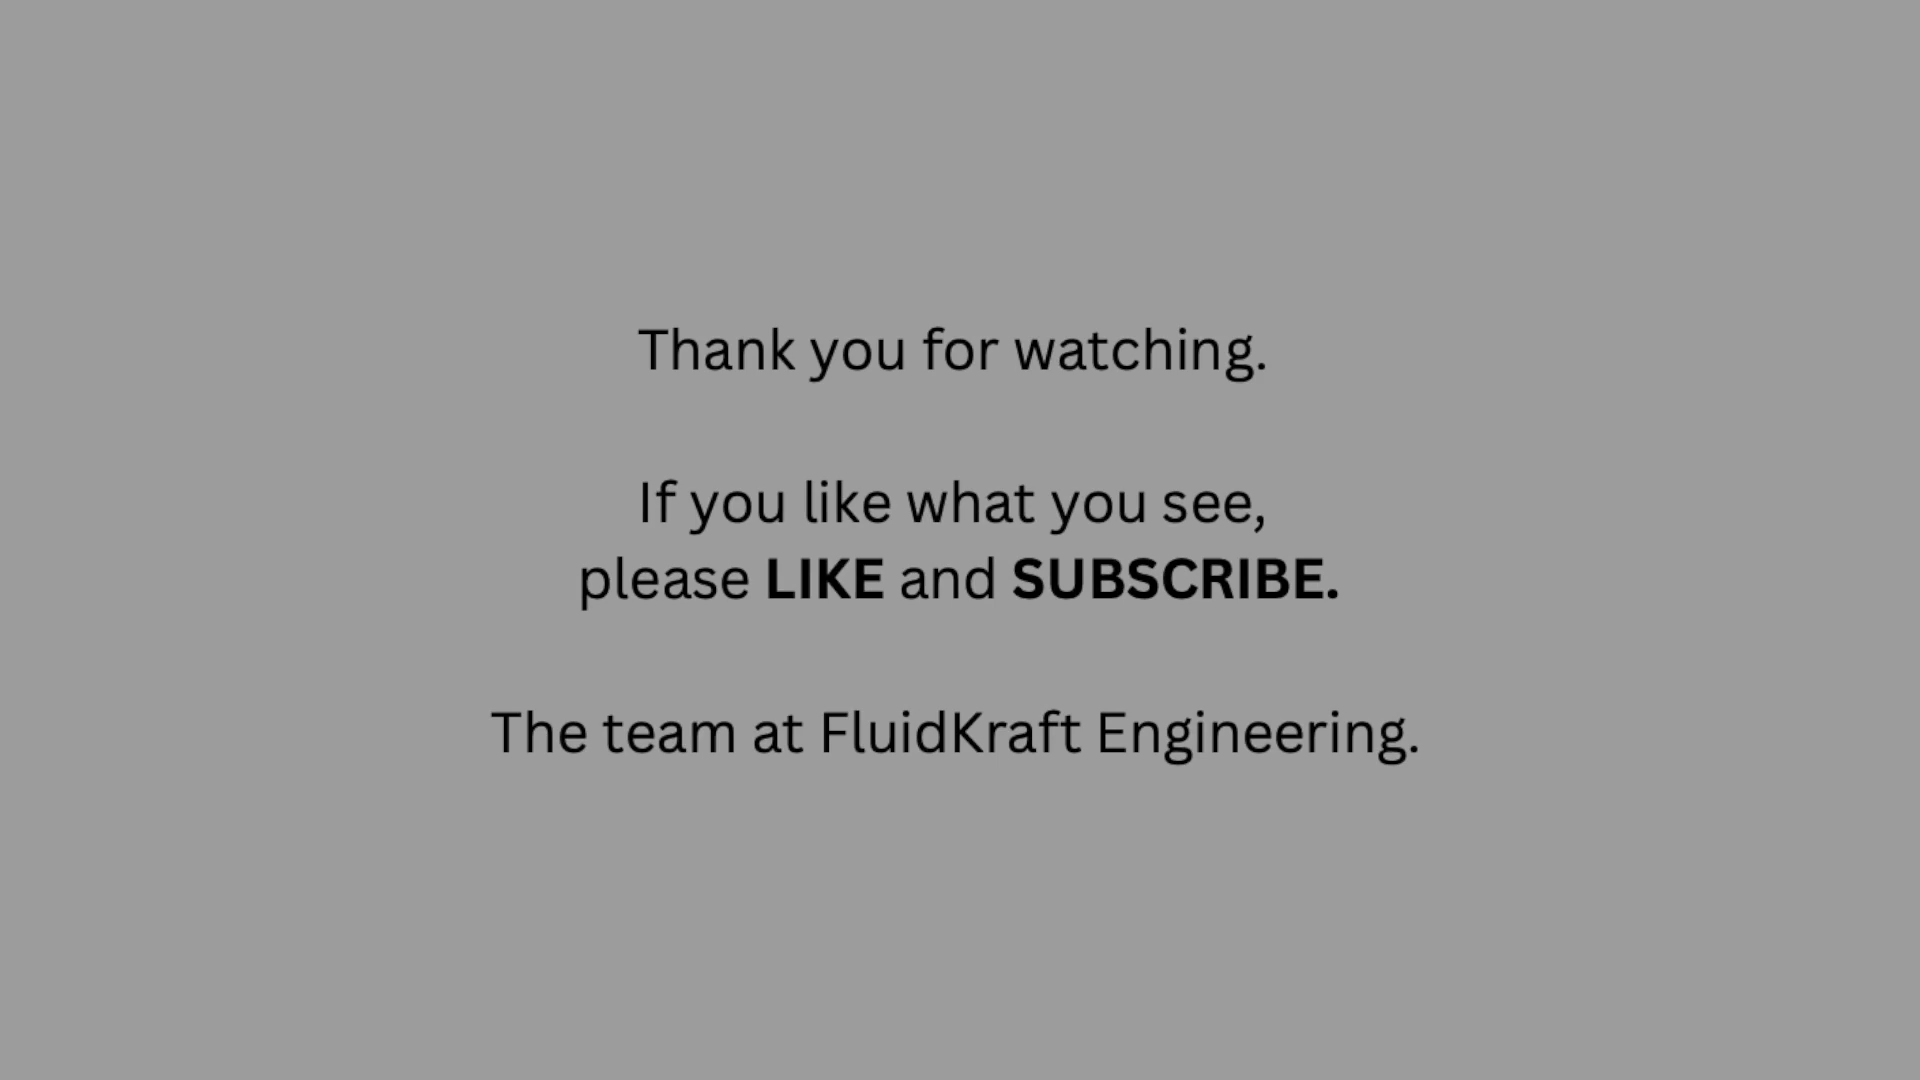 Thank you for watching.
If you like what you see,
please LIKE and SUBSCRIBE.
The team at FluidKraft Engineering.